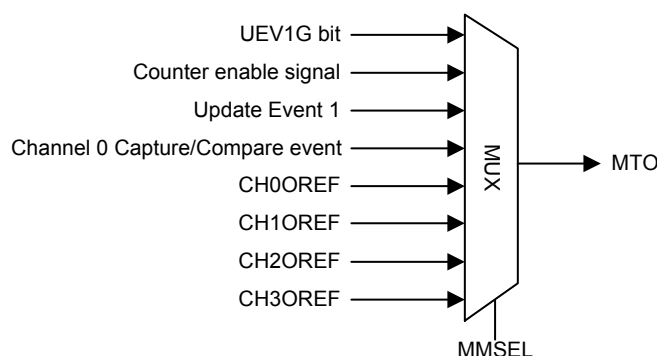 UEV1G bit
Counter enable signal
Update Event 1
Channel 0 Capture/Compare event
CH0OREF
CH1OREF
CH2OREF
CH3OREF
MUX
MTO
MMSEL